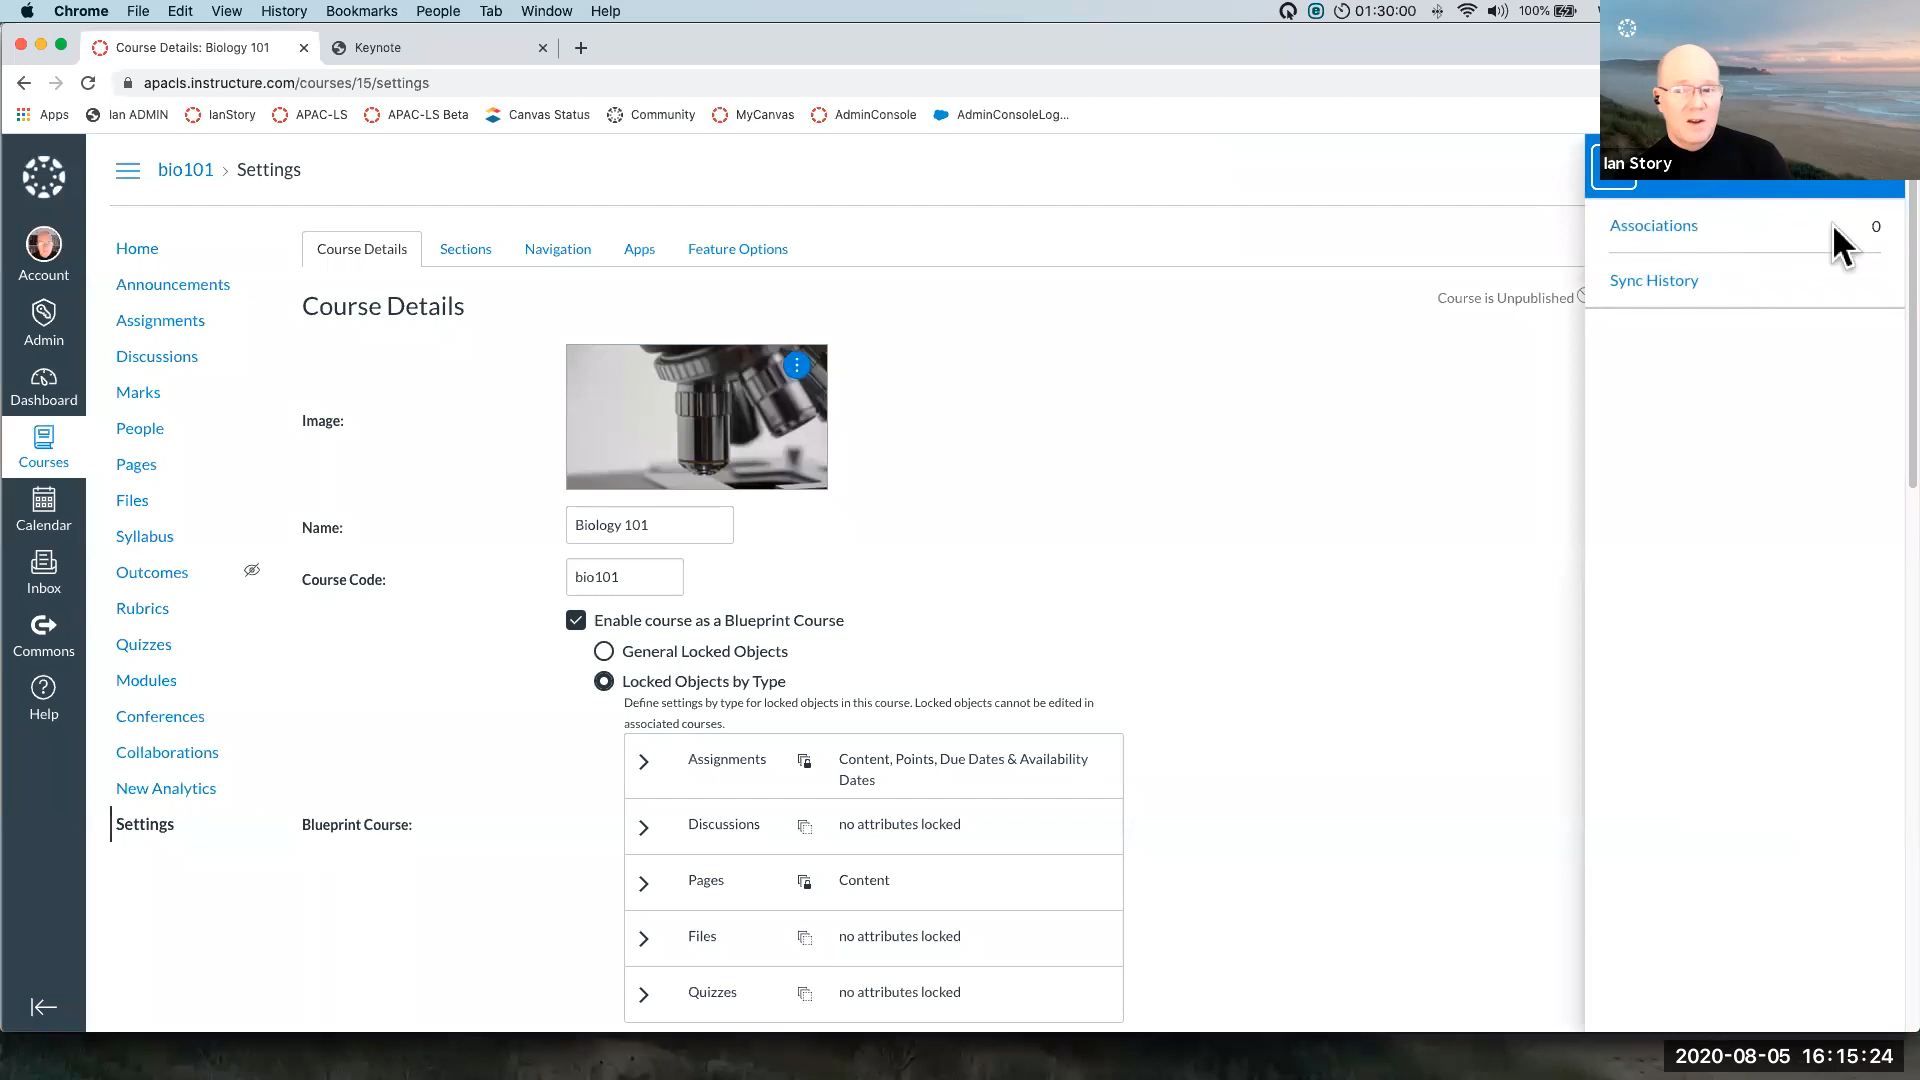 Chrome File Edit View History Bookmarks People Tab Window Help
01:30:00 100%
Course Details: Biology 101
Keynote
apacls.instructure.com/courses/15/settings
Apps Ian ADMIN IanStory APAC-LS APAC-LS Beta Canvas Status Community MyCanvas AdminConsole AdminConsoleLog...
Ian Story
bio101 › Settings
Account
Admin
Dashboard
Courses
Calendar
Inbox
Commons
Help
Home
Announcements
Assignments
Discussions
Marks
People
Pages
Files
Syllabus
Outcomes
Rubrics
Quizzes
Modules
Conferences
Collaborations
New Analytics
Settings
Course Details Sections Navigation Apps Feature Options
Course Details
Course is Unpublished
Image:
Name: Biology 101
Course Code: bio101
Enable course as a Blueprint Course
General Locked Objects
Locked Objects by Type
Define settings by type for locked objects in this course. Locked objects cannot be edited in
associated courses.
Blueprint Course:
Assignments Content, Points, Due Dates & Availability
Dates
Discussions no attributes locked
Pages Content
Files no attributes locked
Quizzes no attributes locked
Associations 0
Sync History
2020-08-05 16:15:24